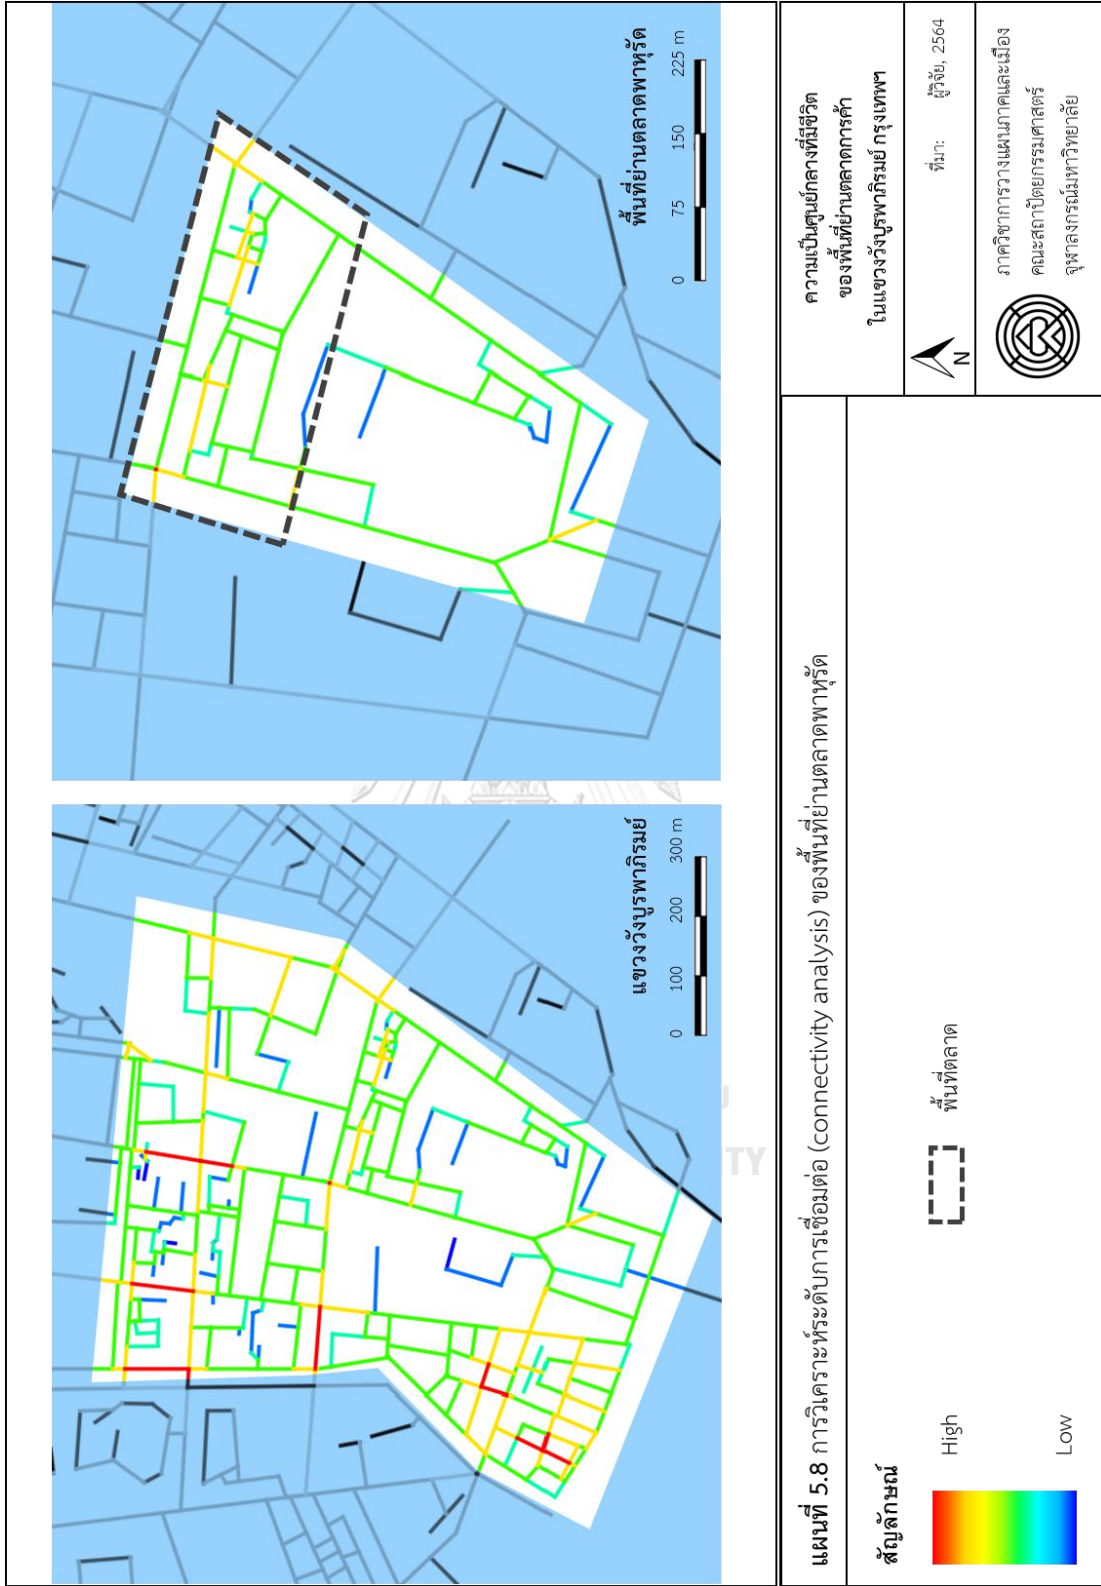 แขวงวังบูรพาภิรมย์
0 100 200 300 m
พื้นที่ย่านตลาดพาหุรัด
0 75 150 225 m
แผนที่ 5.8 การวิเคราะห์ระดับการเชื่อมต่อ (connectivity analysis) ของพื้นที่ย่านตลาดพาหุรัด
สัญลักษณ์
High
Low
พื้นที่ตลาด
ความเป็นศูนย์กลางที่มีชีวิต
ของพื้นที่ย่านตลาดการค้า
ในแขวงวังบูรพาภิรมย์ กรุงเทพฯ
N
ที่มา: ผู้วิจัย, 2564
ภาควิชาการวางแผนภาคและเมือง
คณะสถาปัตยกรรมศาสตร์
จุฬาลงกรณ์มหาวิทยาลัย